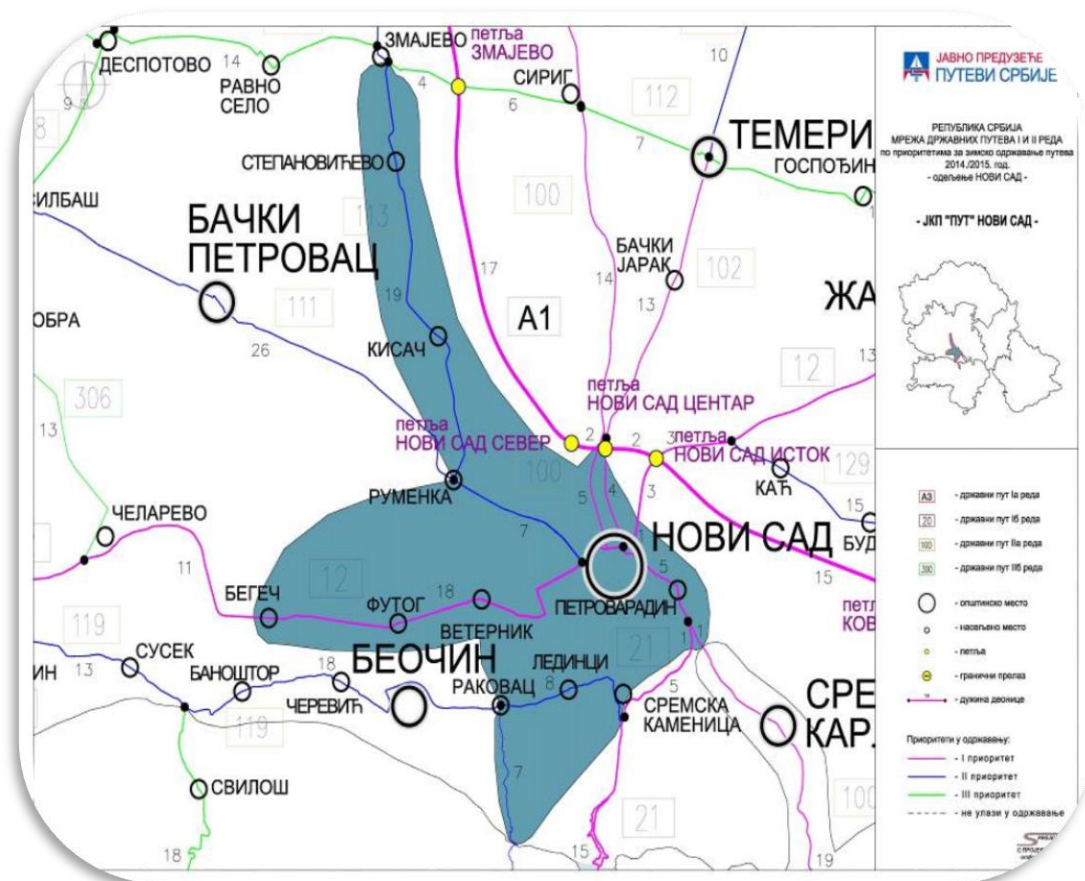 ДЕСПОТОВО
14
9
РАВНО
СЕЛО
ЗМАЈЕВО
петља
ЗМАЈЕВО
4
СИРИГ
6
112
10
7
ТЕМЕРИ
ГОСПОЂИН
СТЕПАНОВИЋЕВО
СИЛБАШ
БАЧКИ
ПЕТРОВАЦ
113
100
17
БАЧКИ
ЈАРАК
14
13
102
19
111
26
А1
ЖА
ОБРА
КИСАЧ
306
13
петља
НОВИ САД ЦЕНТАР
12
13
петља
НОВИ САД СЕВЕР
2
2
3
петља
НОВИ САД ИСТОК
100
РУМЕНКА
5
4
3
КАЋ
129
15
БУД
ЧЕЛАРЕВО
7
НОВИ САД
11
12
18
5
15
БЕГЕЧ
ФУТОГ
ВЕТЕРНИК
ПЕТРОВАРАДИН
петљ
КОВ
119
СУСЕК
13
ИН
БАНОШТОР
18
БЕОЧИН
ЧЕРЕВИЋ
РАКОВАЦ
ЛЕДИНЦИ
8
21
1
1
5
СРЕМСКА
КАМЕНИЦА
СРЕ
КАР.
119
СВИЛОШ
7
18
21
15
100
19
ЈАВНО ПРЕДУЗЕЋЕ
ПУТЕВИ СРБИЈЕ
РЕПУБЛИКА СРБИЈА
МРЕЖА ДРЖАВНИХ ПУТЕВА I И II РЕДА
по приоритетима за зимско одржавање путева
2014./2015. год.
- одељење НОВИ САД -
- ЈКП "ПУТ" НОВИ САД -
А3 - државни пут Iа реда
20 - државни пут Iб реда
100 - државни пут IIа реда
300 - државни пут IIб реда
- општинско место
- насељено место
- петља
- гранични прелаз
- дужина деонице
Приоритети у одржавању:
- I приоритет
- II приоритет
- III приоритет
- не улази у одржавање